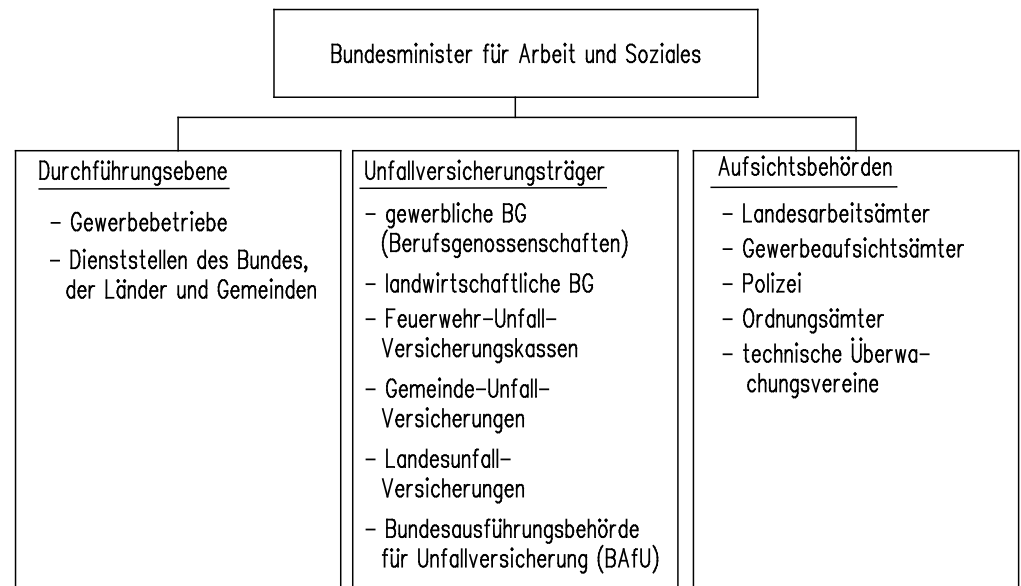 Bundesminister für Arbeit und Soziales
Durchführungsebene
- Gewerbebetriebe
- Dienststellen des Bundes,
der Länder und Gemeinden
Unfallversicherungsträger
- gewerbliche BG
(Berufsgenossenschaften)
- landwirtschaftliche BG
- Feuerwehr-Unfall-
Versicherungskassen
- Gemeinde-Unfall-
Versicherungen
- Landesunfall-
Versicherungen
- Bundesausführungsbehörde
für Unfallversicherung (BAfU)
Aufsichtsbehörden
- Landesarbeitsämter
- Gewerbeaufsichtsämter
- Polizei
- Ordnungsämter
- technische Überwa-
chungsvereine